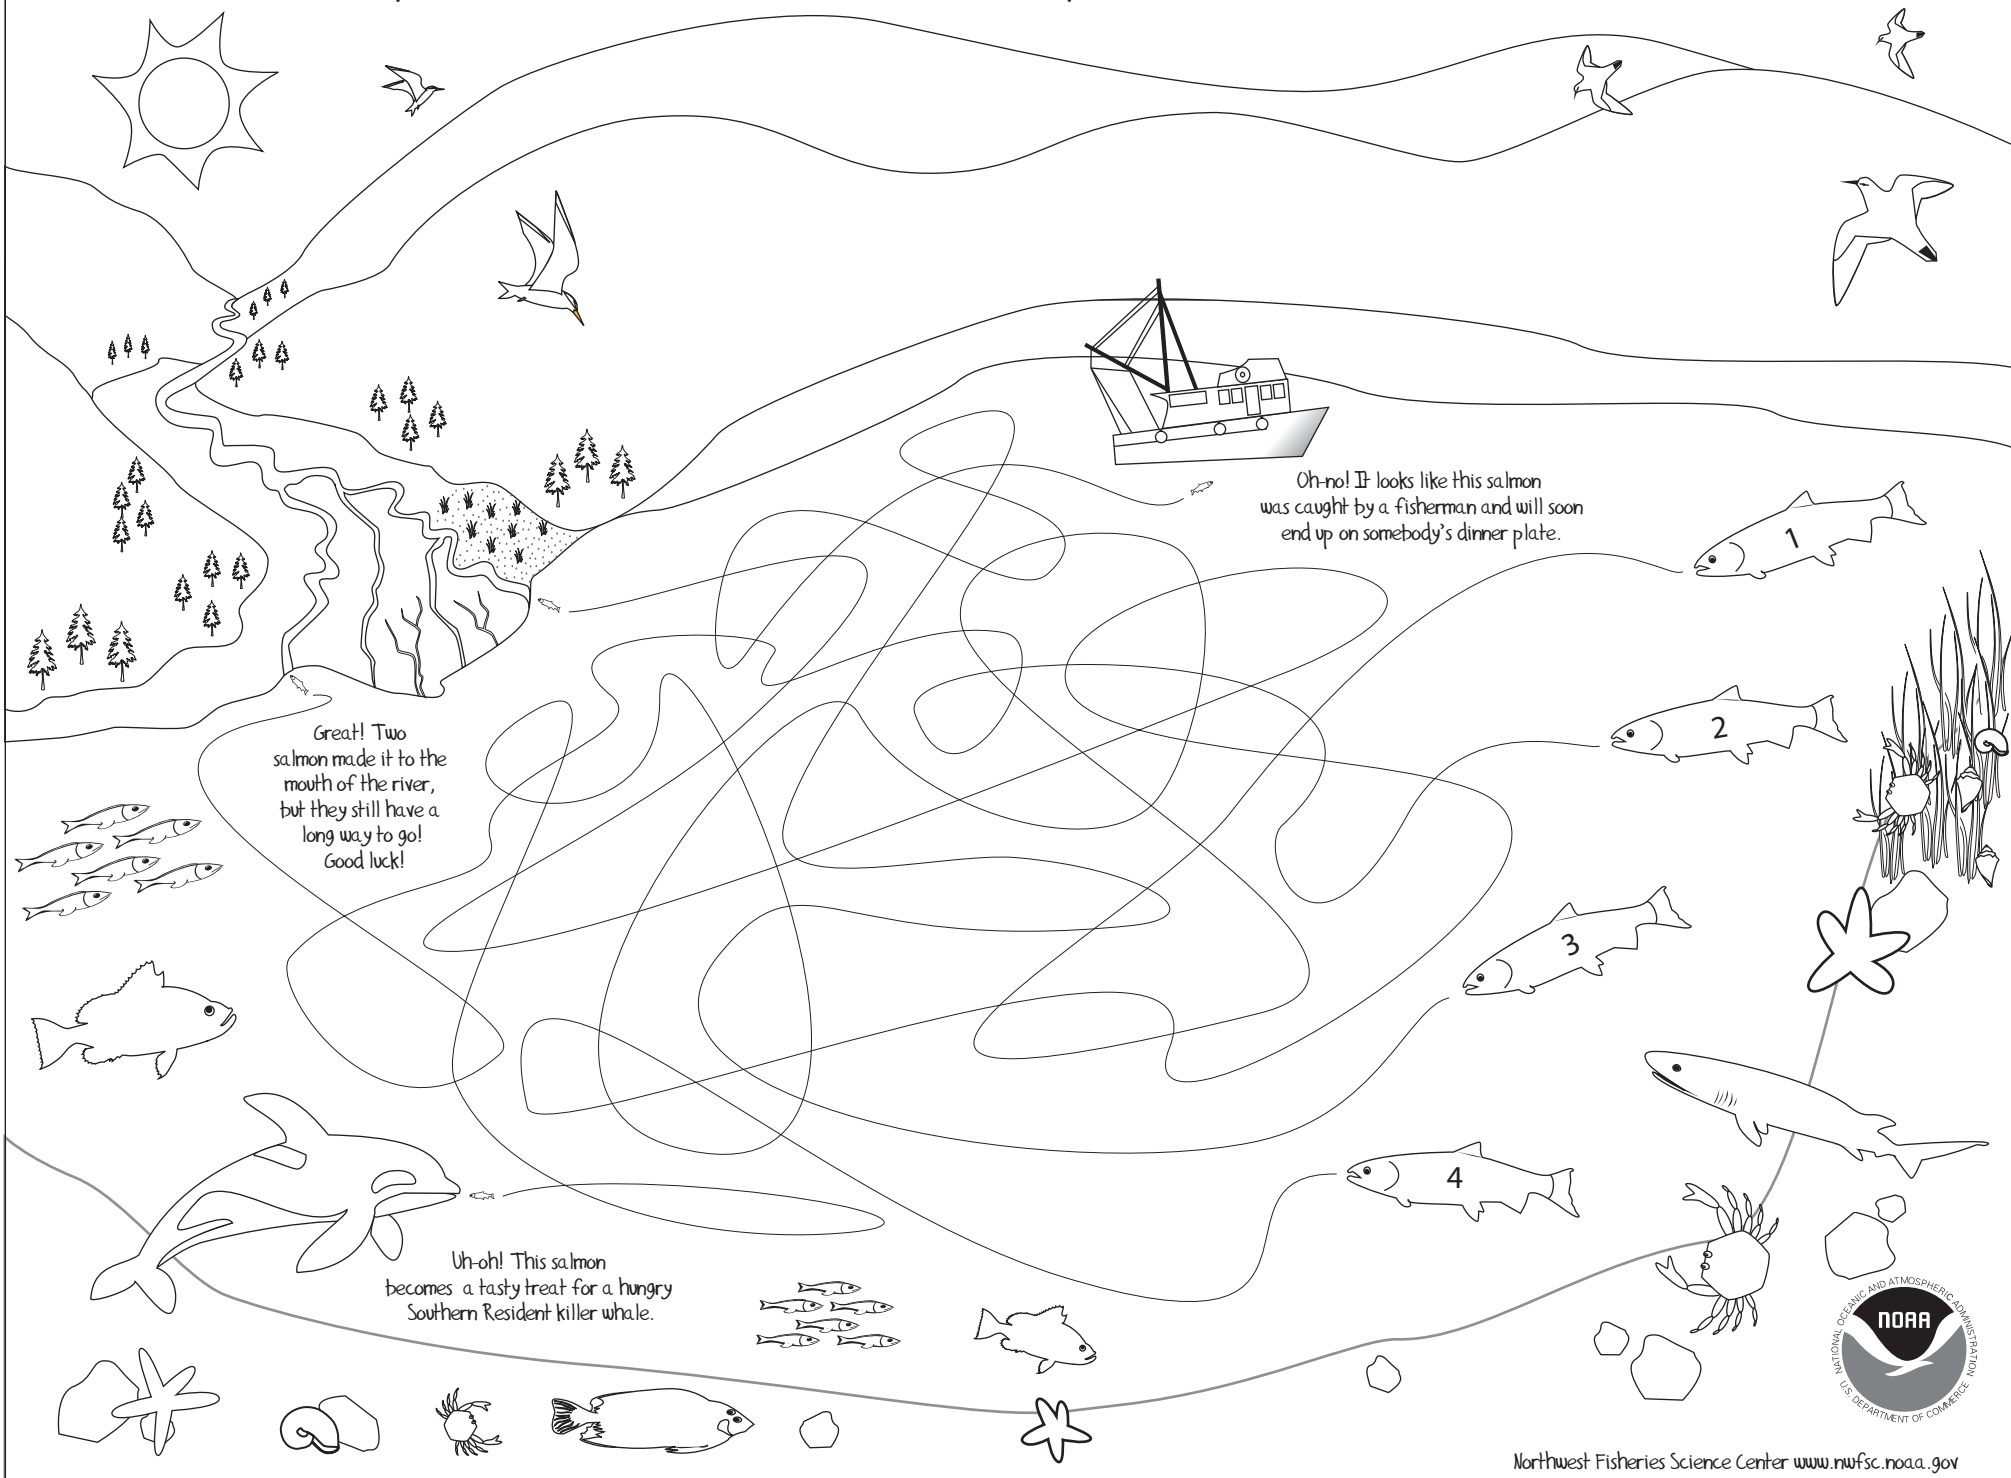 Oh-no! It looks like this salmon
was caught by a fisherman and will soon
end up on somebody's dinner plate.
1
2
Great! Two
salmon made it to the
mouth of the river,
but they still have a
long way to go!
Good luck!
3
4
Uh-oh! This salmon
becomes a tasty treat for a hungry
Southern Resident killer whale.
NATIONAL OCEANIC AND ATMOSPHERIC ADMINISTRATION
NOAA
U.S. DEPARTMENT OF COMMERCE
Northwest Fisheries Science Center www.nwfsc.noaa.gov